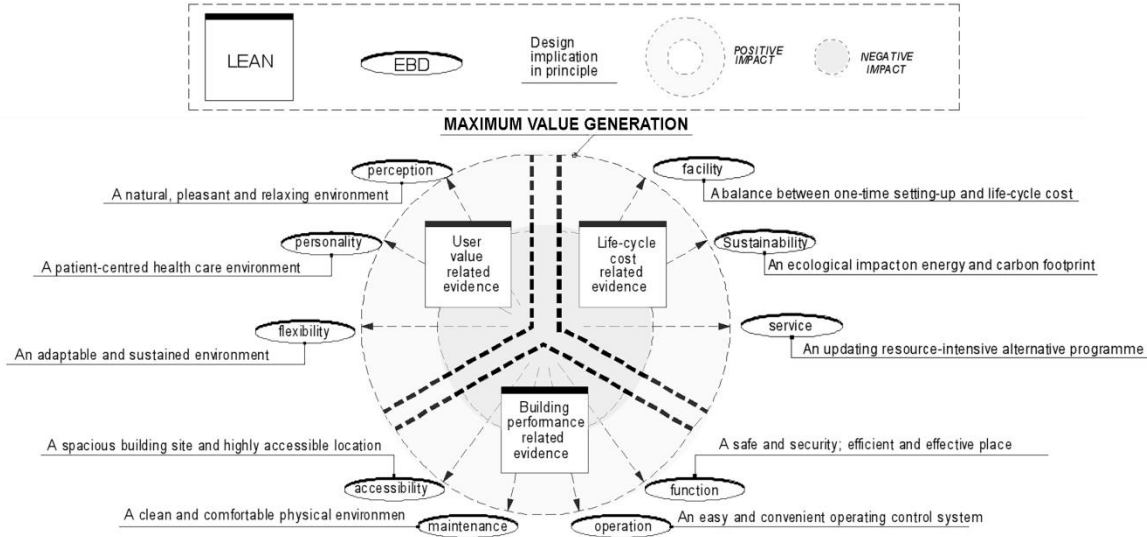 LEAN
EBD
Design
implication
in principle
POSITIVE
IMPACT
NEGATIVE
IMPACT
MAXIMUM VALUE GENERATION
perception
A natural, pleasant and relaxing environment
facility
A balance between one-time setting-up and life-cycle cost
personality
A patient-centred health care environment
User
value
related
evidence
Life-cycle
cost
related
evidence
Sustainability
An ecological impact on energy and carbon footprint
flexibility
An adaptable and sustained environment
service
An updating resource-intensive alternative programme
Building
performance
related
evidence
A spacious building site and highly accessible location
accessibility
A safe and security; efficient and effective place
function
A clean and comfortable physical environmen
maintenance
operation
An easy and convenient operating control system